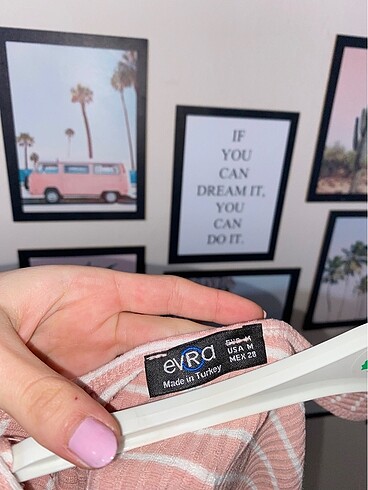 IF
YOU
CAN
DREAM IT,
YOU
CAN
DO IT.
evRa
Made in Turkey
USA M
MEX 28